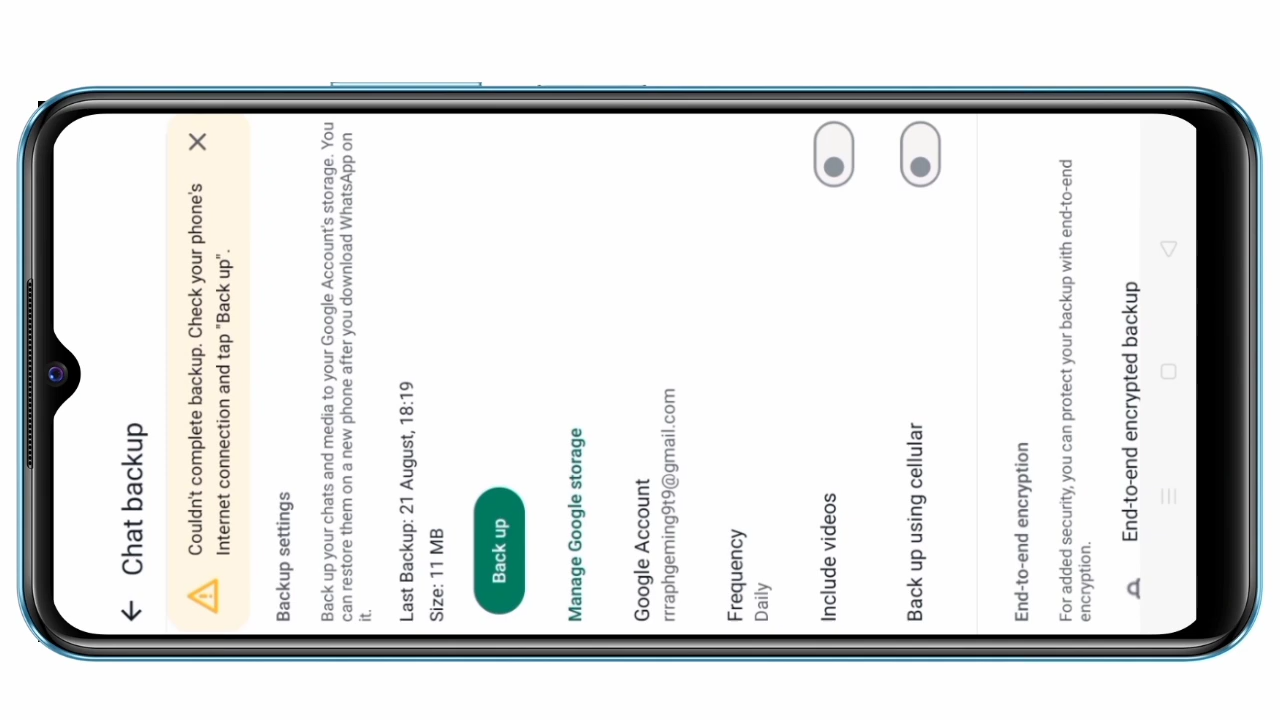 Chat backup
Couldn't complete backup. Check your phone's
Internet connection and tap "Back up".
Backup settings
Back up your chats and media to your Google Account's storage. You
can restore them on a new phone after you download WhatsApp on
it.
Last Backup: 21 August, 18:19
Size: 11 MB
Back up
Manage Google storage
Google Account
rrraphgeming9t9@gmail.com
Frequency
Daily
Include videos
Back up using cellular
End-to-end encryption
For added security, you can protect your backup with end-to-end
encryption.
End-to-end encrypted backup